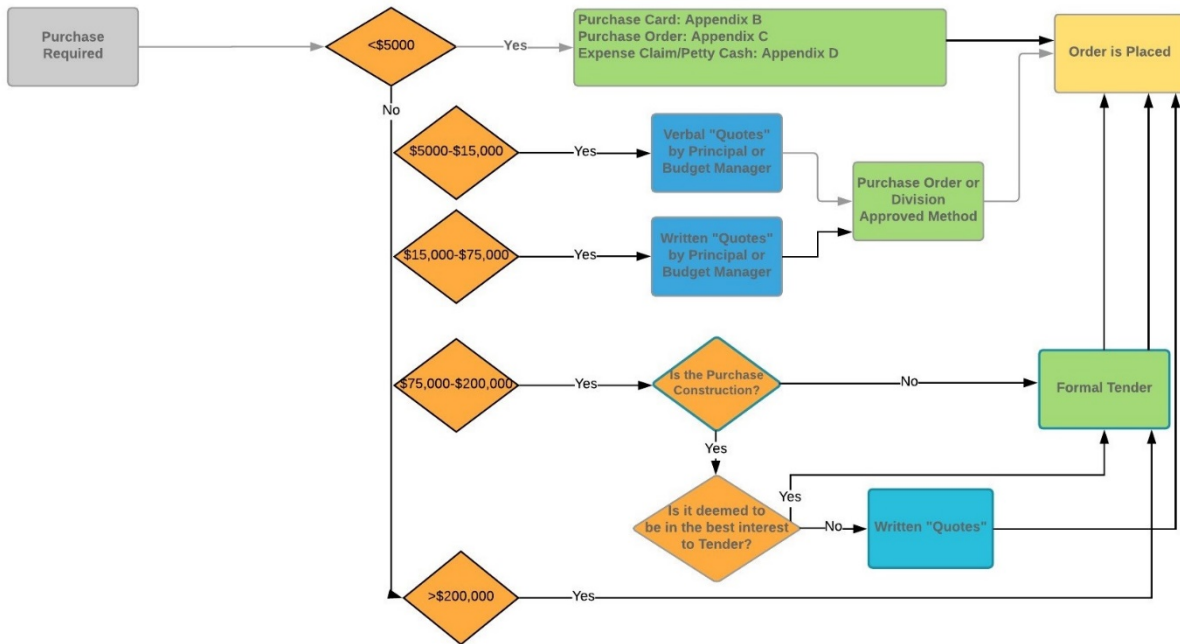 Purchase
Required
<$5000
Yes
Purchase Card: Appendix B
Purchase Order: Appendix C
Expense Claim/Petty Cash: Appendix D
Order is Placed
No
$5000-$15,000
Yes
Verbal "Quotes"
by Principal or
Budget Manager
Purchase Order or
Division
Approved Method
$15,000-$75,000
Yes
Written "Quotes"
by Principal or
Budget Manager
$75,000-$200,000
Yes
Is the Purchase
Construction?
No
Formal Tender
Yes
Is it deemed to
be in the best interest
to Tender?
Yes
No
Written "Quotes"
>$200,000
Yes